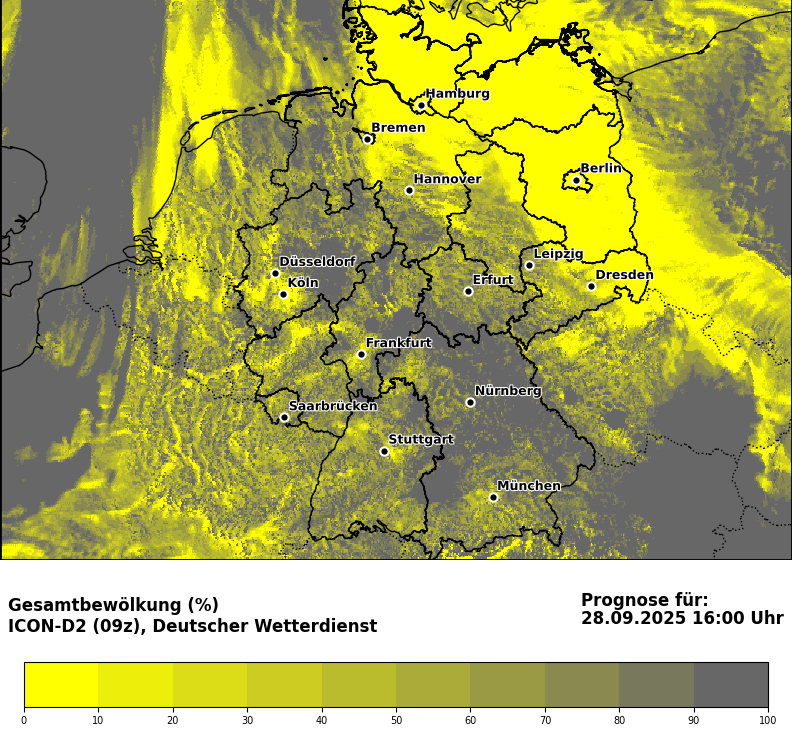 Hamburg
Bremen
Berlin
Hannover
Leipzig
Düsseldorf
Dresden
Köln
Erfurt
Frankfurt
Nürnberg
Saarbrücken
Stuttgart
München
Gesamtbewölkung (%)
ICON-D2 (09z), Deutscher Wetterdienst
Prognose für:
28.09.2025 16:00 Uhr
0 10 20 30 40 50 60 70 80 90 100